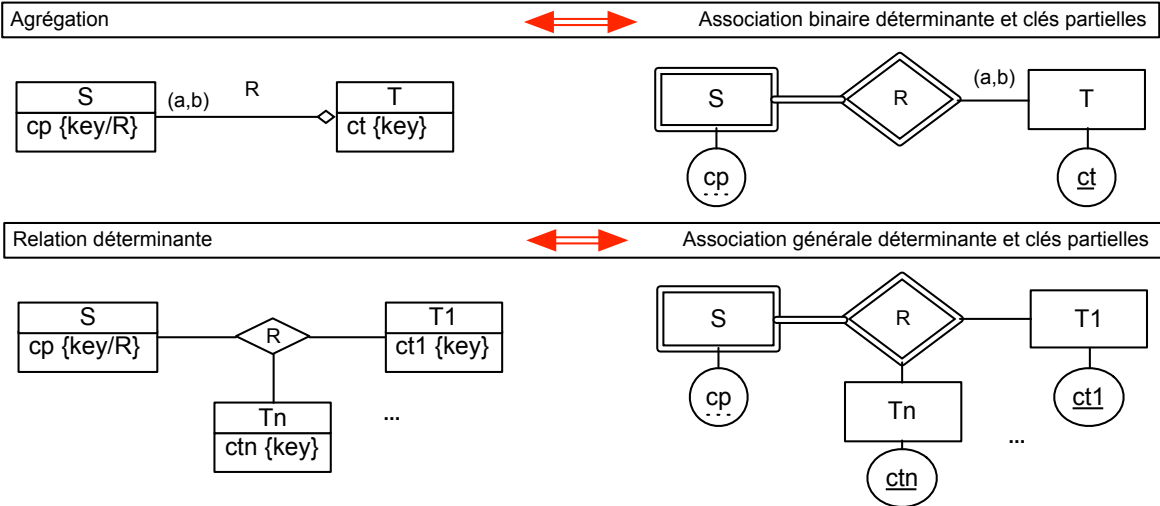 Agrégation
Association binaire déterminante et clés partielles
S
cp {key/R}
(a,b)
R
T
ct {key}
S
cp
R
(a,b)
T
ct
Relation déterminante
Association générale déterminante et clés partielles
S
cp {key/R}
R
T1
ct1 {key}
Tn
ctn {key}
...
S
cp
R
T1
ct1
Tn
ctn
...